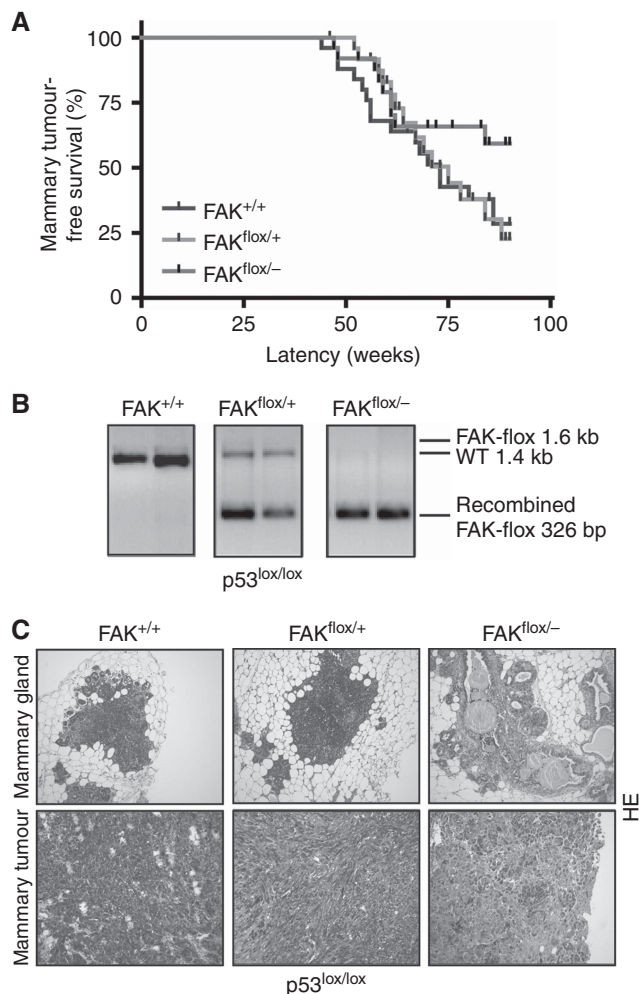 A
100
75
50
25
0
Mammary tumour-
free survival (%)
FAK+/+
FAKflox/+
FAKflox/–
0 25 50 75 100
Latency (weeks)
B
FAK+/+ FAKflox/+ FAKflox/–
FAK-flox 1.6 kb
WT 1.4 kb
Recombined
FAK-flox 326 bp
p53lox/lox
C
FAK+/+ FAKflox/+ FAKflox/–
Mammary gland
Mammary tumour
HE
p53lox/lox